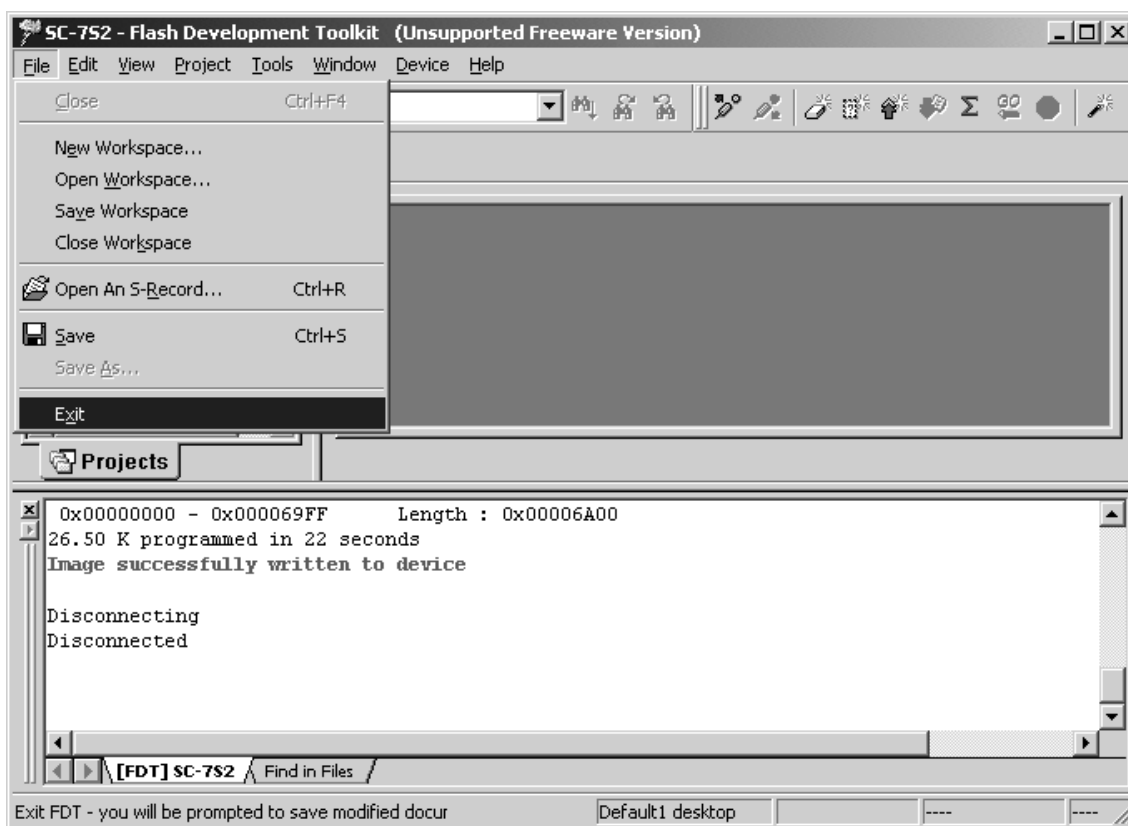 SC-7S2 - Flash Development Toolkit (Unsupported Freeware Version)
File Edit View Project Tools Window Device Help
Close Ctrl+F4
New Workspace...
Open Workspace...
Save Workspace
Close Workspace
Open An S-Record... Ctrl+R
Save Ctrl+S
Save As...
Exit
GO
Projects
0x00000000 - 0x000069FF Length : 0x00006A00
26.50 K programmed in 22 seconds
Image successfully written to device
Disconnecting
Disconnected
[FDT] SC-7S2 Find in Files
Exit FDT - you will be prompted to save modified docur Default1 desktop ---- ----